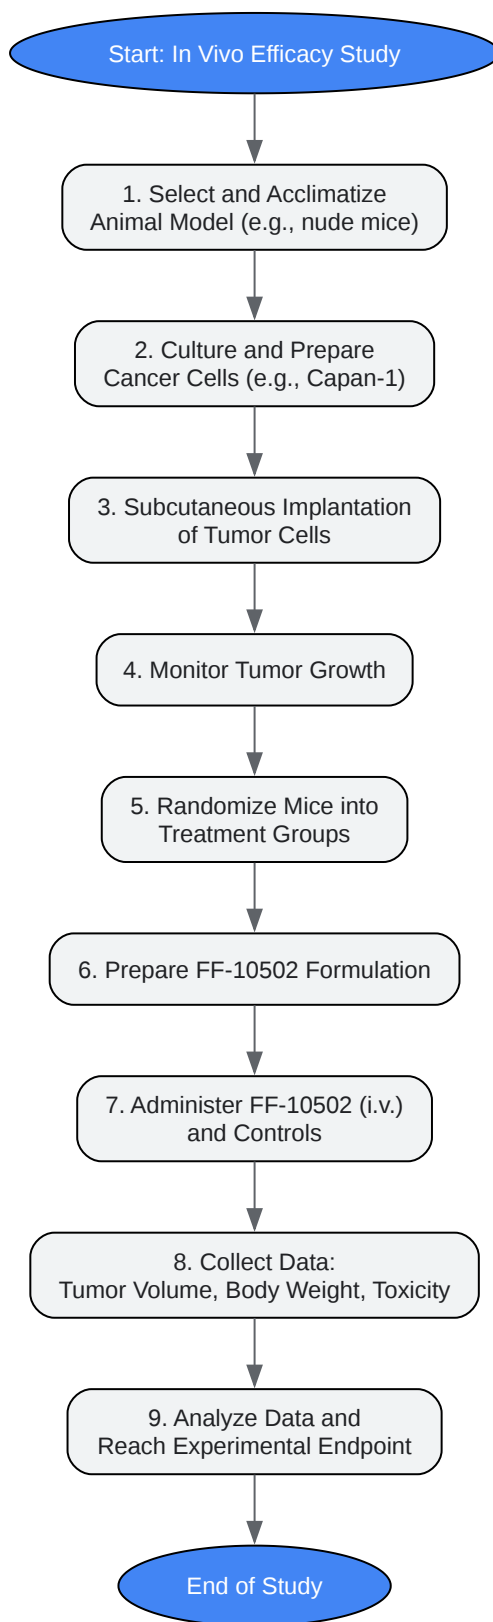 Start: In Vivo Efficacy Study
1. Select and Acclimatize
Animal Model (e.g., nude mice)
2. Culture and Prepare
Cancer Cells (e.g., Capan-1)
3. Subcutaneous Implantation
of Tumor Cells
4. Monitor Tumor Growth
5. Randomize Mice into
Treatment Groups
6. Prepare FF-10502 Formulation
7. Administer FF-10502 (i.v.)
and Controls
8. Collect Data:
Tumor Volume, Body Weight, Toxicity
9. Analyze Data and
Reach Experimental Endpoint
End of Study